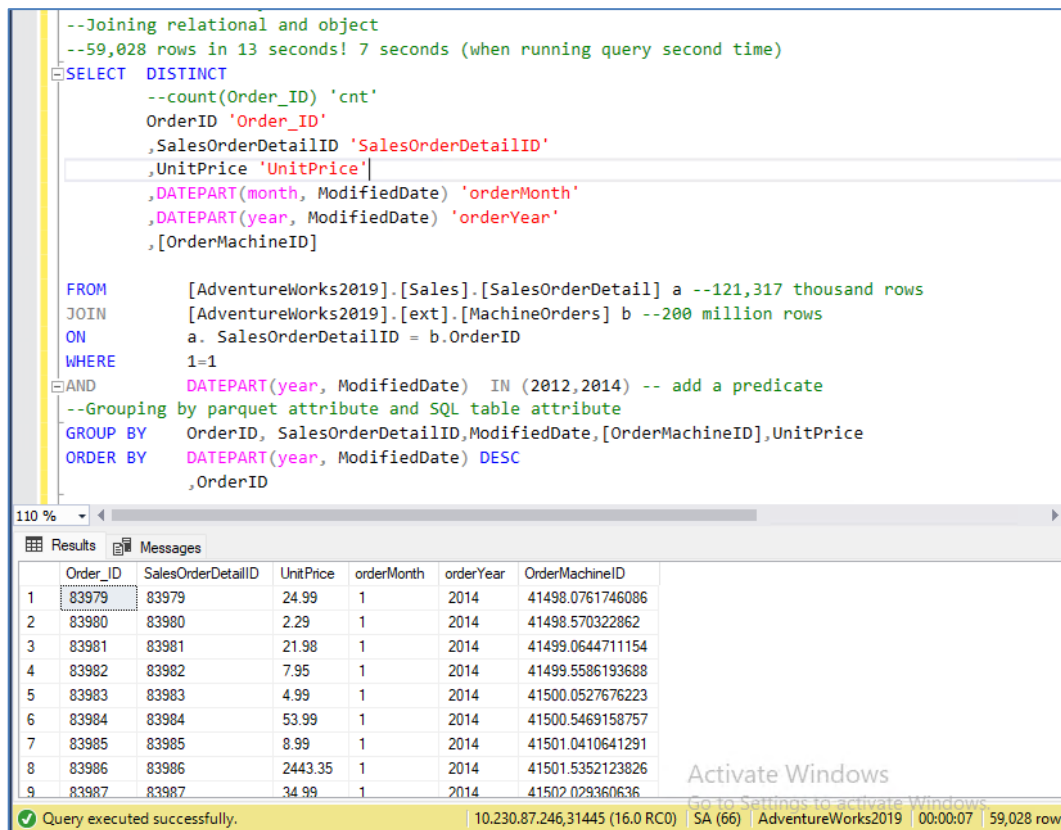 --Joining relational and object
--59,028 rows in 13 seconds! 7 seconds (when running query second time)
SELECT DISTINCT
--count(Order_ID) 'cnt'
OrderID 'Order_ID'
,SalesOrderDetailID 'SalesOrderDetailID'
,UnitPrice 'UnitPrice'
,DATEPART(month, ModifiedDate) 'orderMonth'
,DATEPART(year, ModifiedDate) 'orderYear'
,[OrderMachineID]
FROM [AdventureWorks2019].[Sales].[SalesOrderDetail] a --121,317 thousand rows
JOIN [AdventureWorks2019].[ext].[MachineOrders] b --200 million rows
ON a. SalesOrderDetailID = b.OrderID
WHERE 1=1
AND DATEPART(year, ModifiedDate) IN (2012,2014) -- add a predicate
--Grouping by parquet attribute and SQL table attribute
GROUP BY OrderID, SalesOrderDetailID,ModifiedDate,[OrderMachineID],UnitPrice
ORDER BY DATEPART(year, ModifiedDate) DESC
,OrderID
110 %
Results Messages
Order_ID SalesOrderDetailID UnitPrice orderMonth orderYear OrderMachineID
1 83979 83979 24.99 1 2014 41498.0761746086
2 83980 83980 2.29 1 2014 41498.570322862
3 83981 83981 21.98 1 2014 41499.0644711154
4 83982 83982 7.95 1 2014 41499.5586193688
5 83983 83983 4.99 1 2014 41500.0527676223
6 83984 83984 53.99 1 2014 41500.5469158757
7 83985 83985 8.99 1 2014 41501.0410641291
8 83986 83986 2443.35 1 2014 41501.5352123826
9 83987 83987 34.99 1 2014 41502.029360636
Activate Windows
Go to Settings to activate Windows.
Query executed successfully. 10.230.87.246,31445 (16.0 RC0) SA (66) AdventureWorks2019 00:00:07 59,028 row